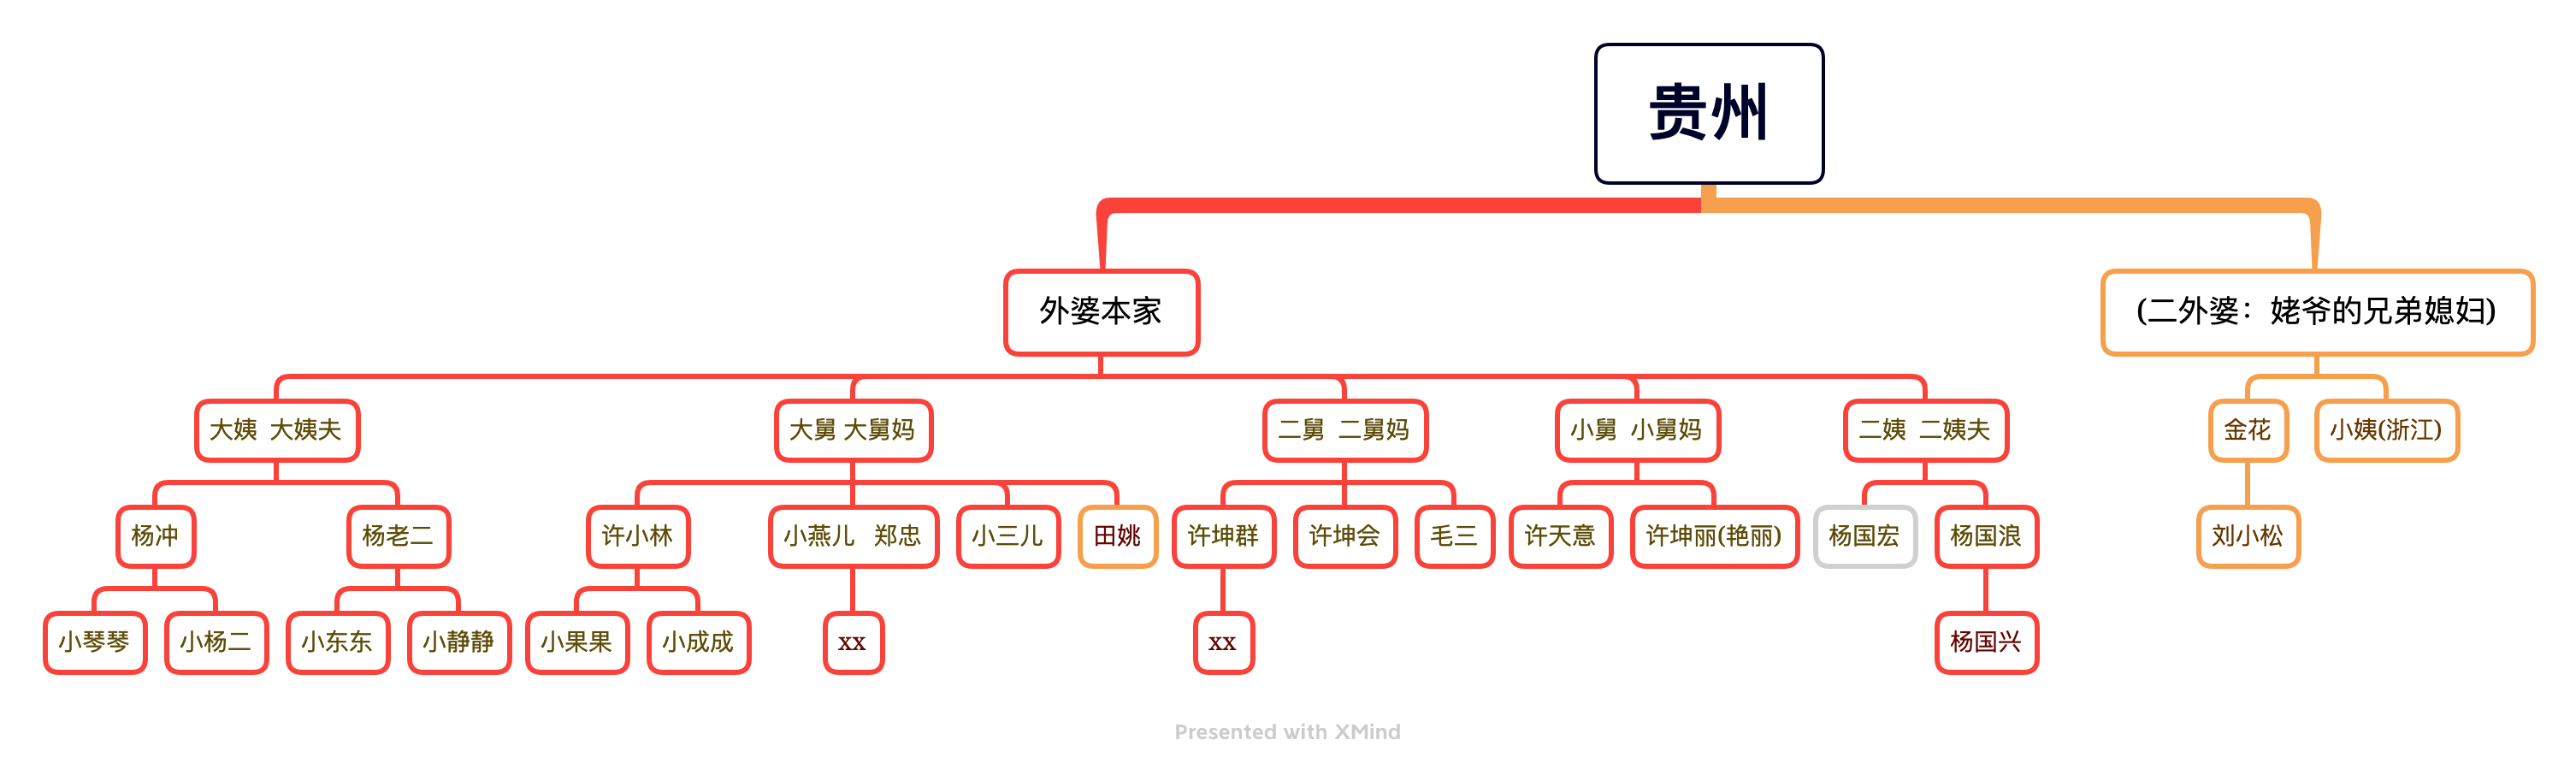 贵州
外婆本家
(二外婆：姥爷的兄弟媳妇)
大姨 大姨夫
大舅 大舅妈
二舅 二舅妈
小舅 小舅妈
二姨 二姨夫
金花
小姨(浙江)
杨冲
杨老二
许小林
小燕儿 郑忠
小三儿
田姚
许坤群
许坤会
毛三
许天意
许坤丽(艳丽)
杨国宏
杨国浪
刘小松
小琴琴
小杨二
小东东
小静静
小果果
小成成
xx
xx
杨国兴
Presented with XMind